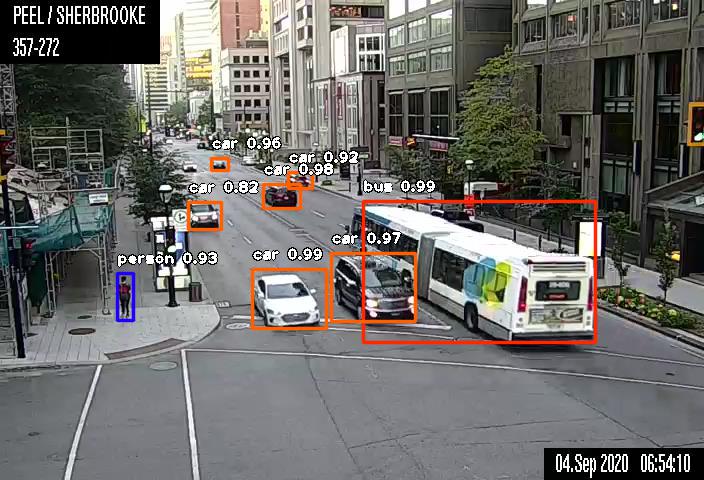 PEEL / SHERBROOKE
357-272
car 0.96
car 0.92
car 0.98
car 0.82
bus 0.99
car 0.97
car 0.99
person 0.93
04.Sep 2020 06:54:10